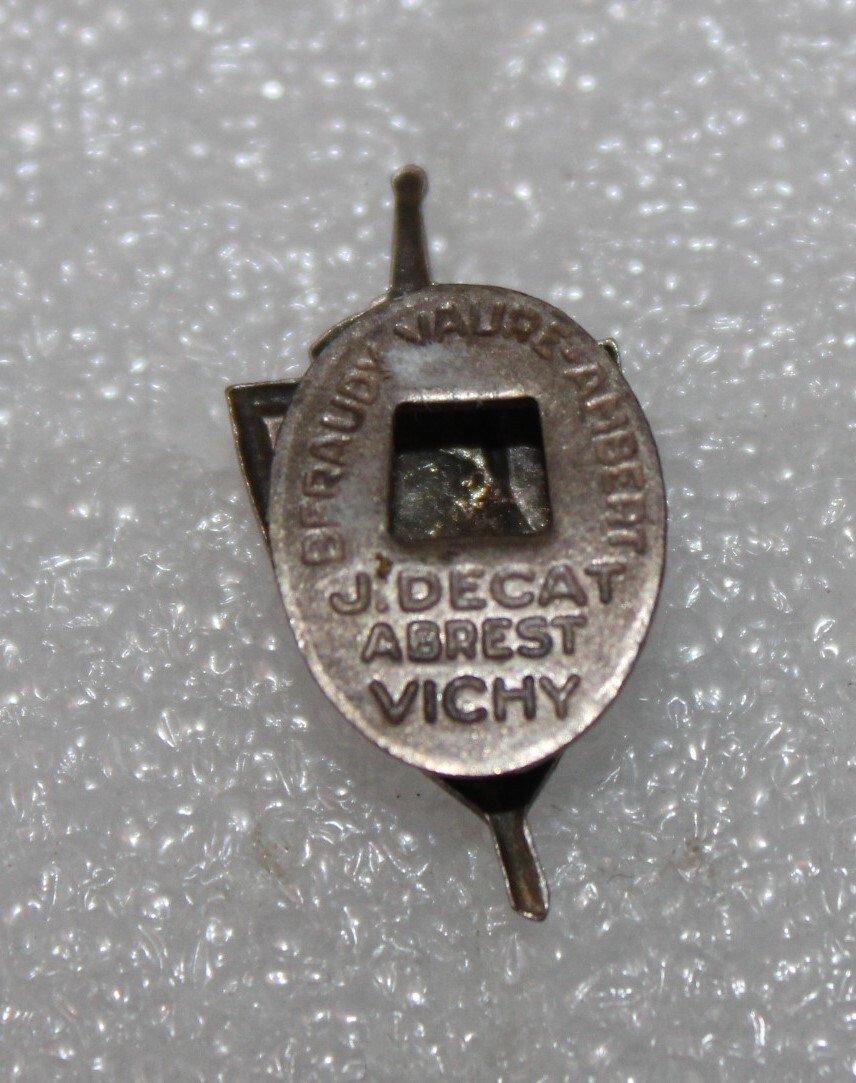 BERAUDY VAURE-AMBERT
J. DECAT
ABREST
VICHY